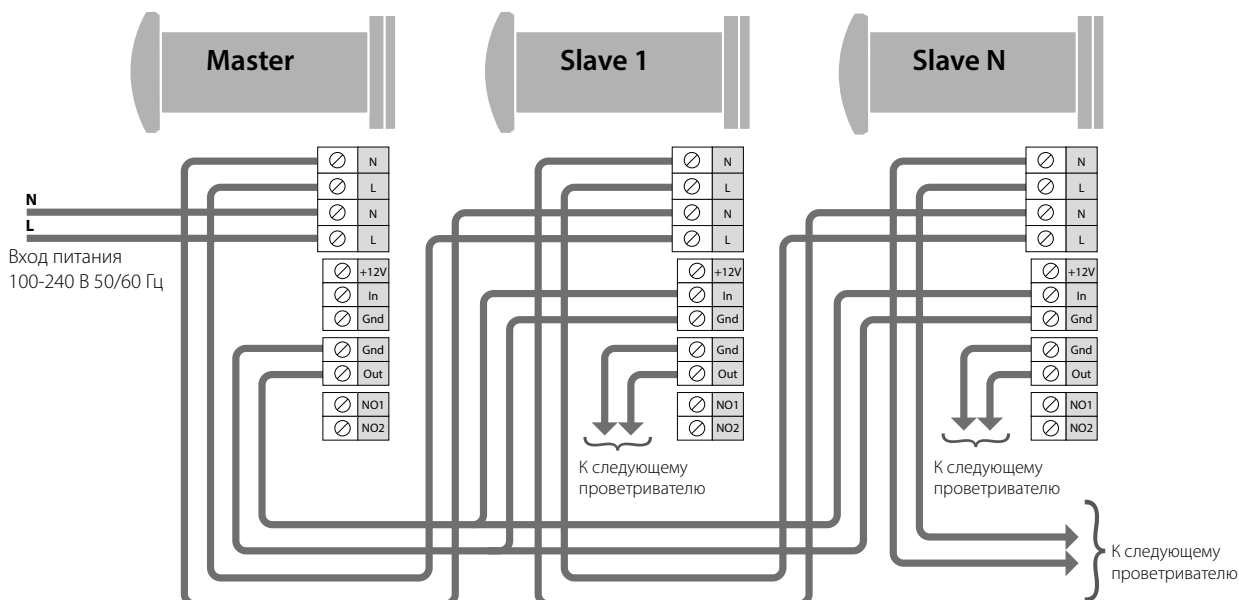 Master
Slave 1
Slave N
N
L
N
L
+12V
In
Gnd
Gnd
Out
NO1
NO2
N
L
N
L
+12V
In
Gnd
Gnd
Out
NO1
NO2
N
L
N
L
+12V
In
Gnd
Gnd
Out
NO1
NO2
N
L
Вход питания
100-240 В 50/60 Гц
К следующему
проветривателю
К следующему
проветривателю
К следующему
проветривателю